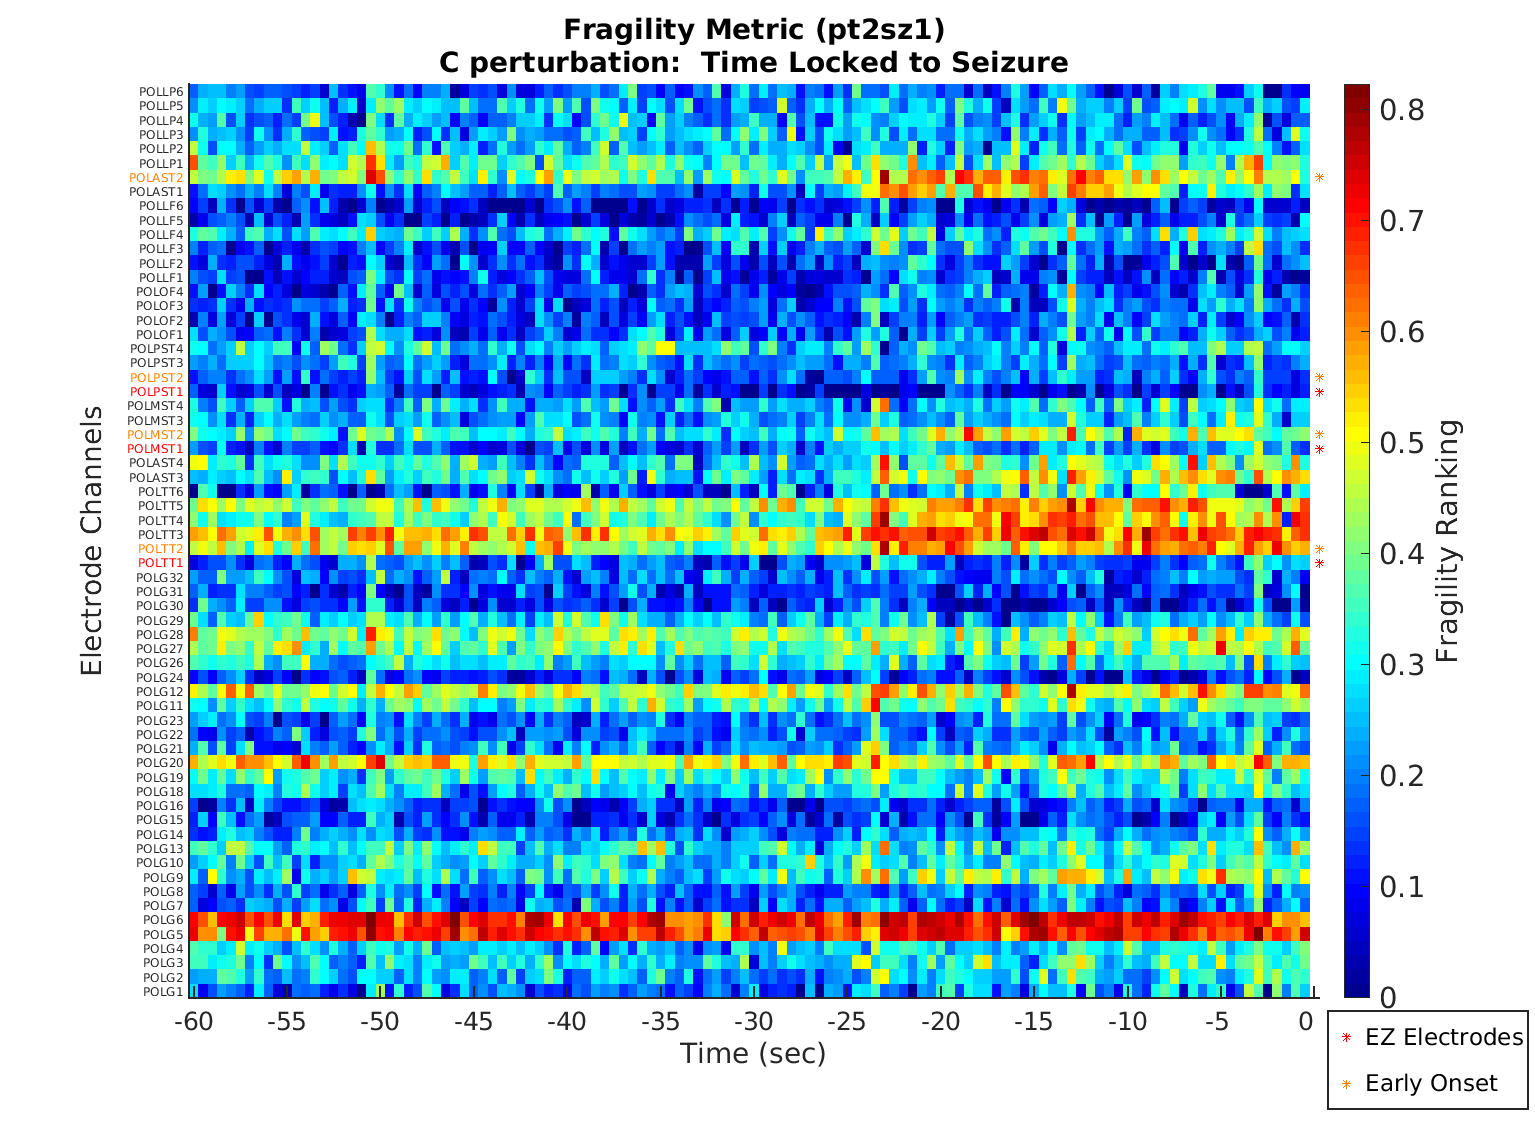 Fragility Metric (pt2sz1)
C perturbation:  Time Locked to Seizure
Electrode Channels
POLLP6
POLLP5
POLLP4
POLLP3
POLLP2
POLLP1
POLAST2
POLAST1
POLLF6
POLLF5
POLLF4
POLLF3
POLLF2
POLLF1
POLOF4
POLOF3
POLOF2
POLOF1
POLPST4
POLPST3
POLPST2
POLPST1
POLMST4
POLMST3
POLMST2
POLMST1
POLAST4
POLAST3
POLTT6
POLTT5
POLTT4
POLTT3
POLTT2
POLTT1
POLG32
POLG31
POLG30
POLG29
POLG28
POLG27
POLG26
POLG24
POLG12
POLG11
POLG23
POLG22
POLG21
POLG20
POLG19
POLG18
POLG16
POLG15
POLG14
POLG13
POLG10
POLG9
POLG8
POLG7
POLG6
POLG5
POLG4
POLG3
POLG2
POLG1
-60 -55 -50 -45 -40 -35 -30 -25 -20 -15 -10 -5 0
Time (sec)
0.8
0.7
0.6
0.5
0.4
0.3
0.2
0.1
0
Fragility Ranking
EZ Electrodes
Early Onset